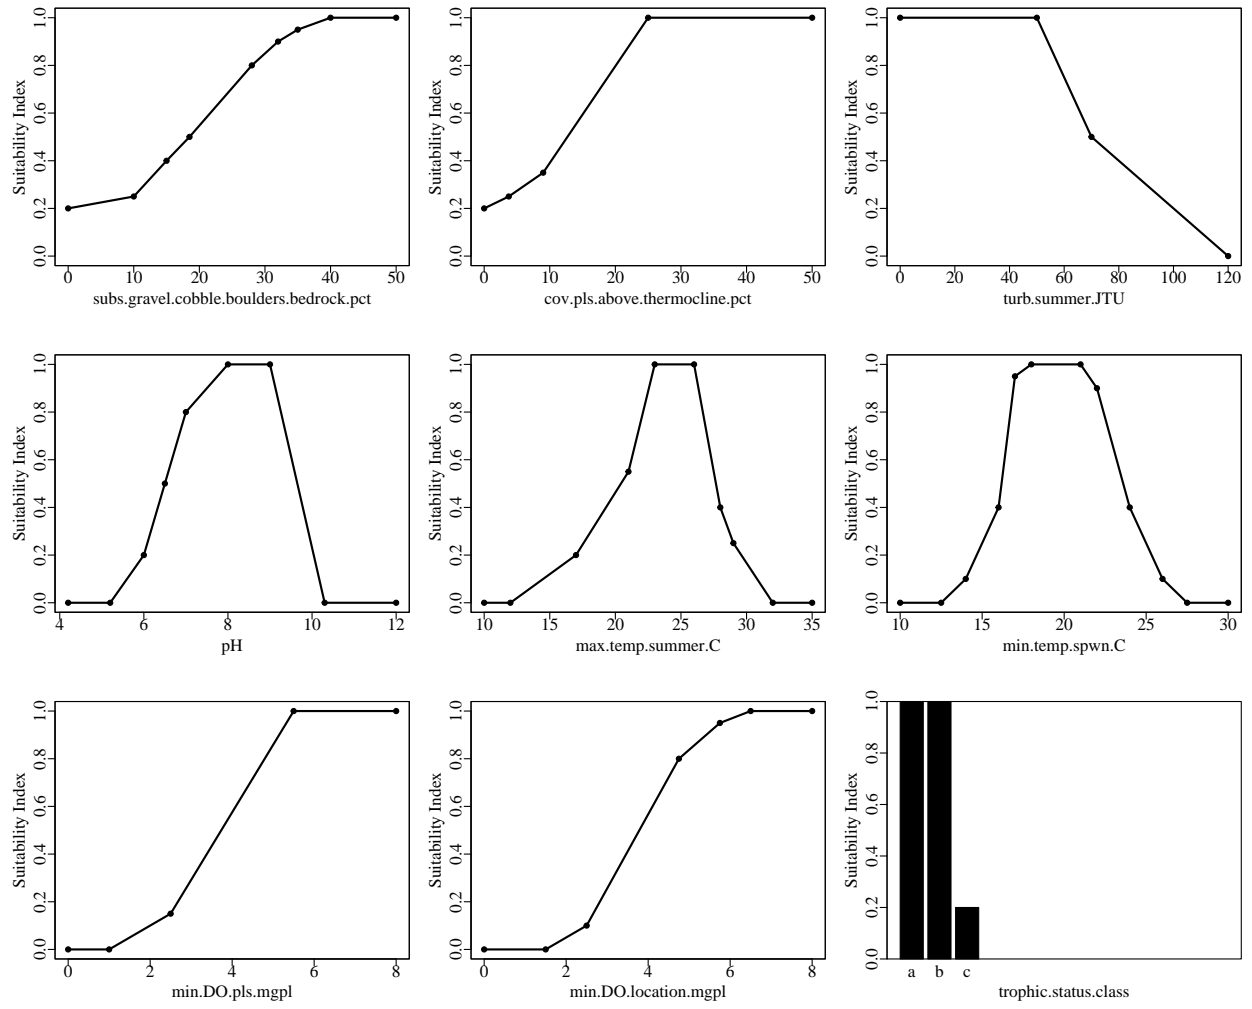 Suitability Index
0.0 0.2 0.4 0.6 0.8 1.0
0 10 20 30 40 50
subs.gravel.cobble.boulders.bedrock.pct
Suitability Index
0.0 0.2 0.4 0.6 0.8 1.0
0 10 20 30 40 50
cov.pls.above.thermocline.pct
Suitability Index
0.0 0.2 0.4 0.6 0.8 1.0
0 20 40 60 80 100 120
turb.summer.JTU
Suitability Index
0.0 0.2 0.4 0.6 0.8 1.0
4 6 8 10 12
pH
Suitability Index
0.0 0.2 0.4 0.6 0.8 1.0
10 15 20 25 30 35
max.temp.summer.C
Suitability Index
0.0 0.2 0.4 0.6 0.8 1.0
10 15 20 25 30
min.temp.spwn.C
Suitability Index
0.0 0.2 0.4 0.6 0.8 1.0
0 2 4 6 8
min.DO.pls.mgpl
Suitability Index
0.0 0.2 0.4 0.6 0.8 1.0
0 2 4 6 8
min.DO.location.mgpl
Suitability Index
0.0 0.2 0.4 0.6 0.8 1.0
a b c
trophic.status.class